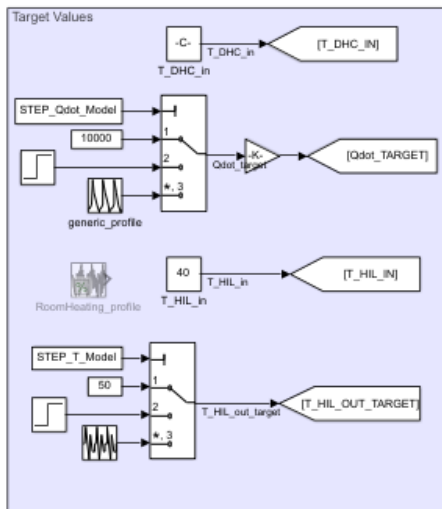 Target Values
-C-
T_DHC_in
T_DHC_in
[T_DHC_IN]
STEP_Qdot_Model
10000
1
2
*, 3
Qdot_target
-K-
[Qdot_TARGET]
generic_profile
RoomHeating_profile
40
T_HIL_in
T_HIL_in
[T_HIL_IN]
STEP_T_Model
50
1
2
*, 3
T_HIL_out_target
[T_HIL_OUT_TARGET]